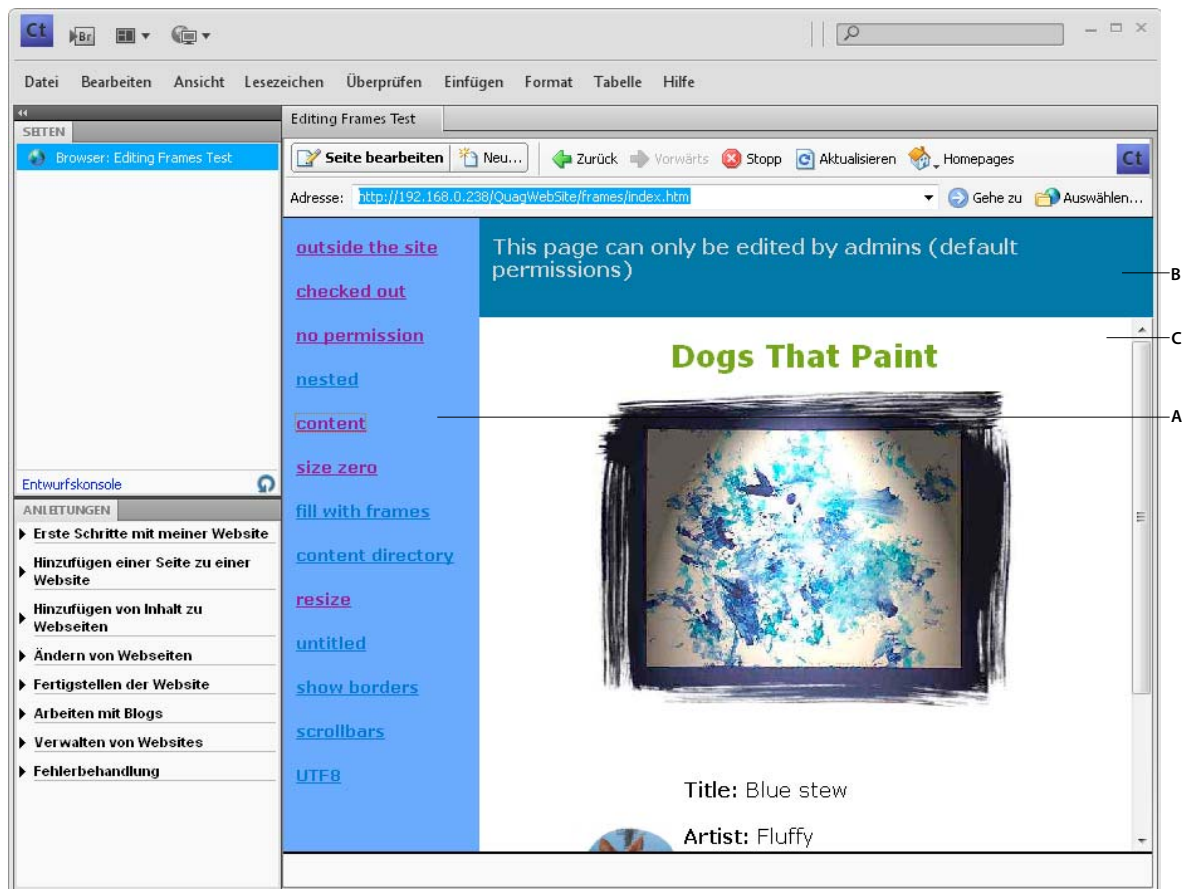 Ct Br
Datei Bearbeiten Ansicht Lesezeichen Überprüfen Einfügen Format Tabelle Hilfe
SEITEN
Browser: Editing Frames Test
Entwurfskonsole
ANLEITUNGEN
Erste Schritte mit meiner Website
Hinzufügen einer Seite zu einer
Website
Hinzufügen von Inhalt zu
Webseiten
Ändern von Webseiten
Fertigstellen der Website
Arbeiten mit Blogs
Verwalten von Websites
Fehlerbehandlung
Editing Frames Test
Seite bearbeiten Neu... Zurück Vorwärts Stopp Aktualisieren Homepages Ct
Adresse: http://192.168.0.238/QuagWebSite/frames/index.htm Gehe zu Auswählen...
outside the site
checked out
no permission
nested
content
size zero
fill with frames
content directory
resize
untitled
show borders
scrollbars
UTF8
This page can only be edited by admins (default
permissions)
Dogs That Paint
Title: Blue stew
Artist: Fluffy
B
C
A